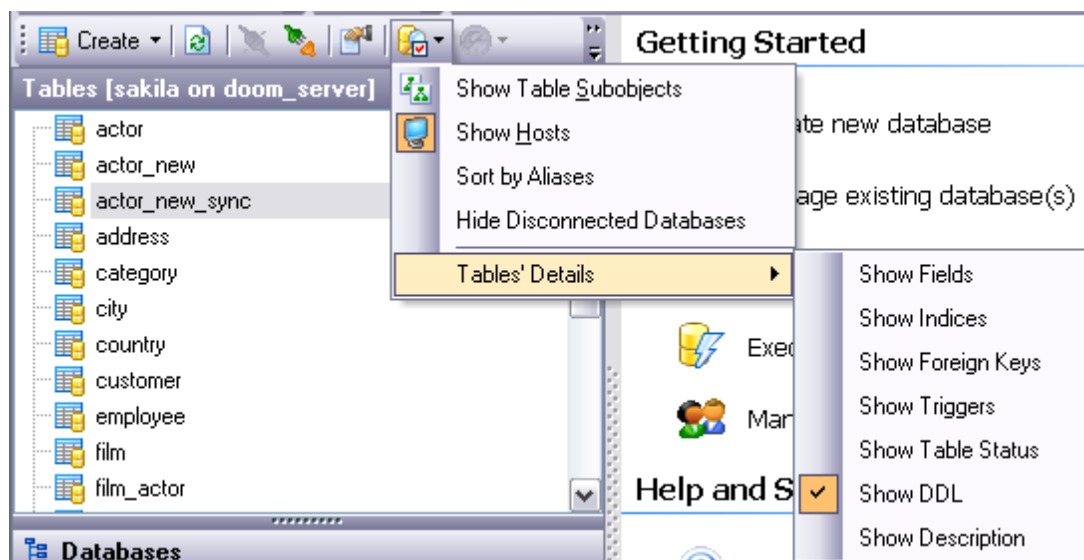 Create
Getting Started
Tables [sakila on doom_server]
actor
actor_new
actor_new_sync
address
category
city
country
customer
employee
film
film_actor
Databases
Show Table Subobjects
Show Hosts
Sort by Aliases
Hide Disconnected Databases
Tables' Details
ate new database
age existing database(s)
Exec
Man
Help and S
Show Fields
Show Indices
Show Foreign Keys
Show Triggers
Show Table Status
Show DDL
Show Description